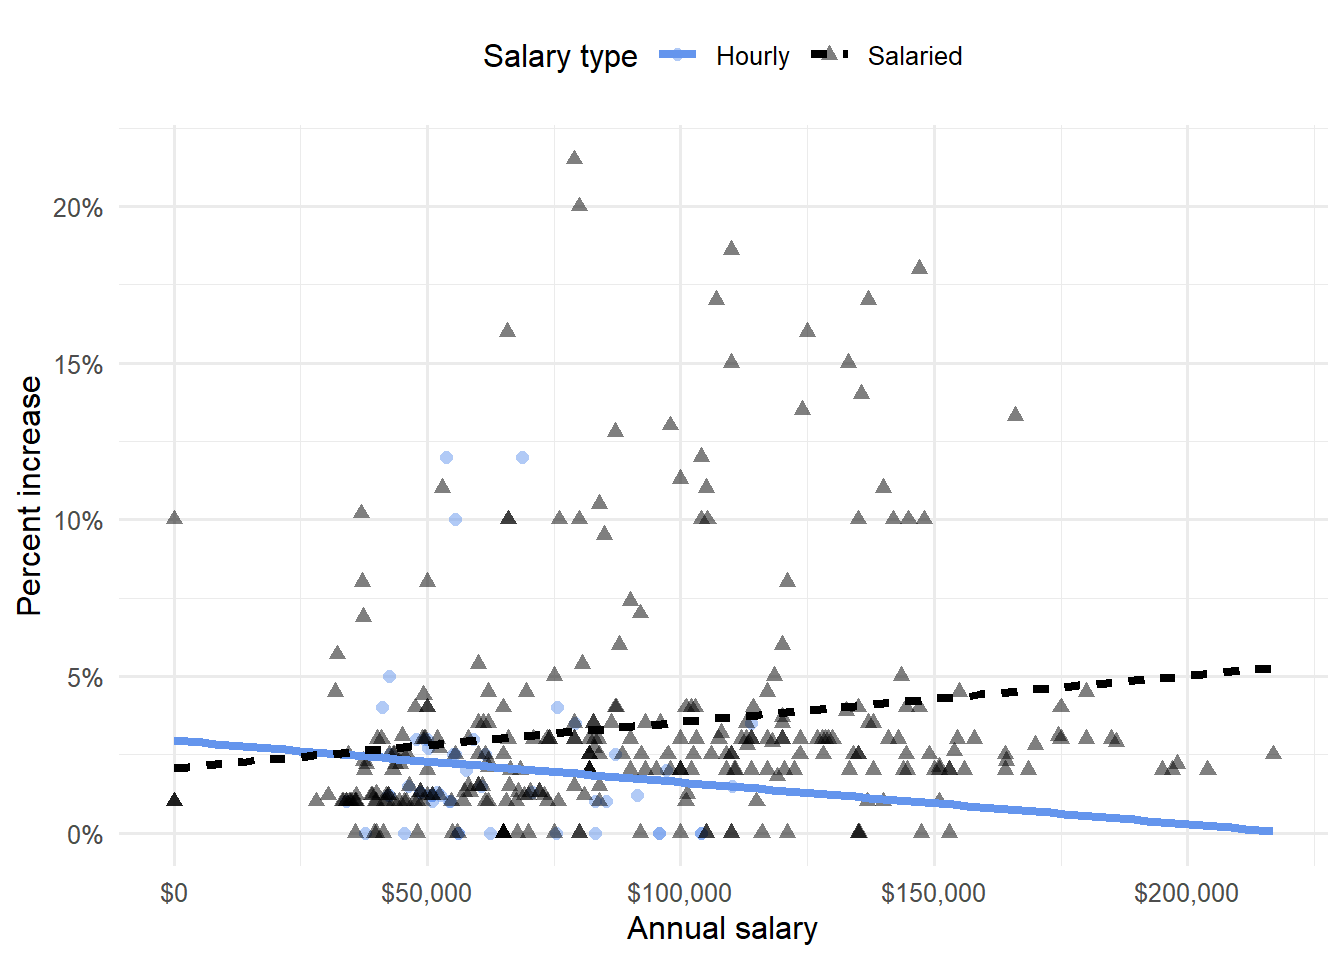 Salary type Hourly Salaried
20%
15%
10%
5%
0%
Percent increase
$0 $50,000 $100,000 $150,000 $200,000
Annual salary